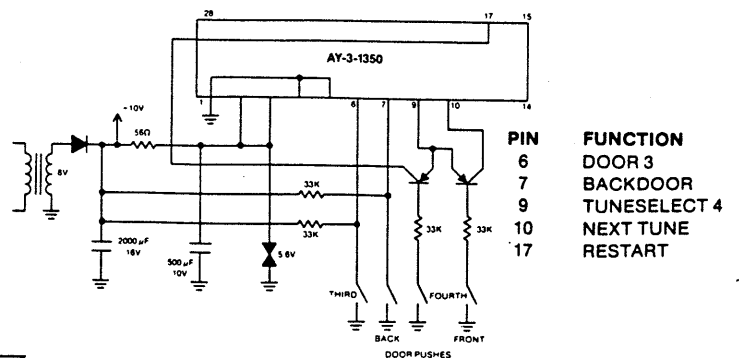 28
17
15
AY-3-1350
1
6
7
9
10
14
~10V
56Ω
8V
33K
33K
33K
33K
2000 µF
16V
500 µF
10V
5.6V
THIRD
BACK
FOURTH
FRONT
DOOR PUSHES
PIN FUNCTION
6 DOOR 3
7 BACKDOOR
9 TUNESELECT 4
10 NEXT TUNE
17 RESTART